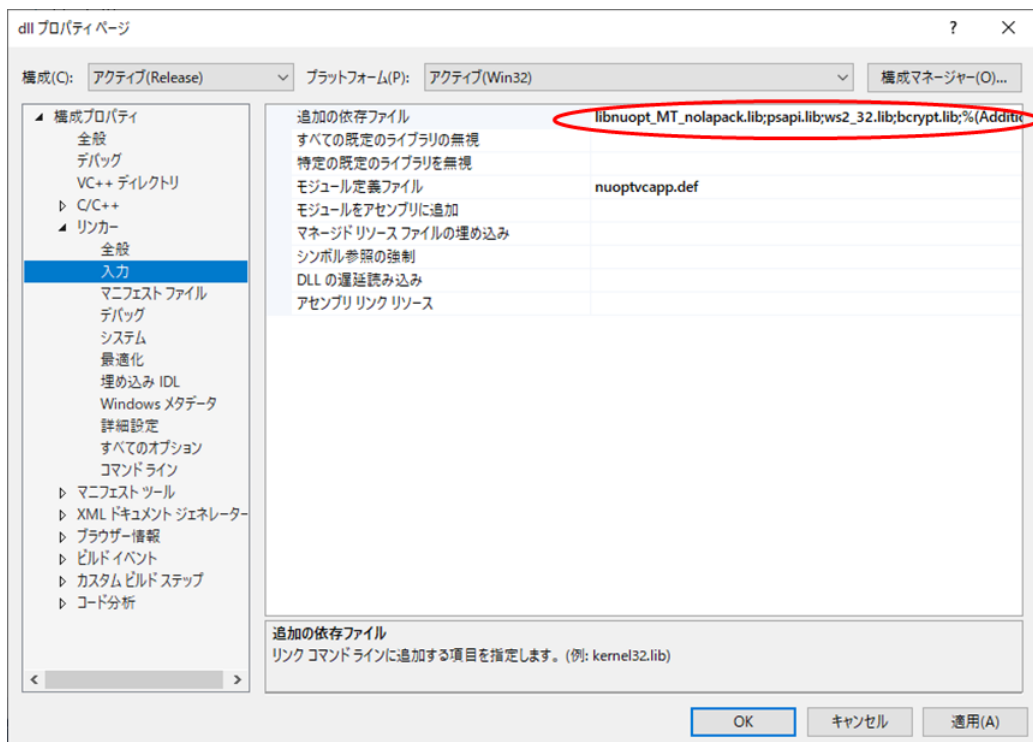 dll プロパティ ページ
?
構成(C): アクティブ(Release) プラットフォーム(P): アクティブ(Win32) 構成マネージャー(O)...
構成プロパティ
全般
デバッグ
VC++ ディレクトリ
C/C++
リンカー
全般
入力
マニフェスト ファイル
デバッグ
システム
最適化
埋め込み IDL
Windows メタデータ
詳細設定
すべてのオプション
コマンド ライン
マニフェスト ツール
XML ドキュメント ジェネレーター
ブラウザー情報
ビルド イベント
カスタム ビルド ステップ
コード分析
追加の依存ファイル libnuopt_MT_nolapack.lib;psapi.lib;ws2_32.lib;bcrypt.lib;%(Additic
すべての既定のライブラリの無視
特定の既定のライブラリを無視
モジュール定義ファイル nuoptvcapp.def
モジュールをアセンブリに追加
マネージド リソース ファイルの埋め込み
シンボル参照の強制
DLL の遅延読み込み
アセンブリ リンク リソース
追加の依存ファイル
リンク コマンド ラインに追加する項目を指定します。(例: kernel32.lib)
OK キャンセル 適用(A)